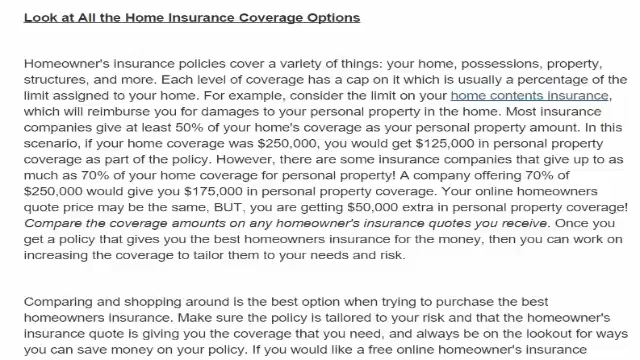 Look at All the Home Insurance Coverage Options
Homeowner's insurance policies cover a variety of things: your home, possessions, property,
structures, and more. Each level of coverage has a cap on it which is usually a percentage of the
limit assigned to your home. For example, consider the limit on your home contents insurance,
which will reimburse you for damages to your personal property in the home. Most insurance
companies give at least 50% of your home's coverage as your personal property amount. In this
scenario, if your home coverage was $250,000, you would get $125,000 in personal property
coverage as part of the policy. However, there are some insurance companies that give up to as
much as 70% of your home coverage for personal property! A company offering 70% of
$250,000 would give you $175,000 in personal property coverage. Your online homeowners
quote price may be the same, BUT, you are getting $50,000 extra in personal property coverage!
Compare the coverage amounts on any homeowner's insurance quotes you receive. Once you
get a policy that gives you the best homeowners insurance for the money, then you can work on
increasing the coverage to tailor them to your needs and risk.
Comparing and shopping around is the best option when trying to purchase the best
homeowners insurance. Make sure the policy is tailored to your risk and that the homeowner's
insurance quote is giving you the coverage that you need, and always be on the lookout for ways
you can save money on your policy. If you would like a free online homeowner's insurance